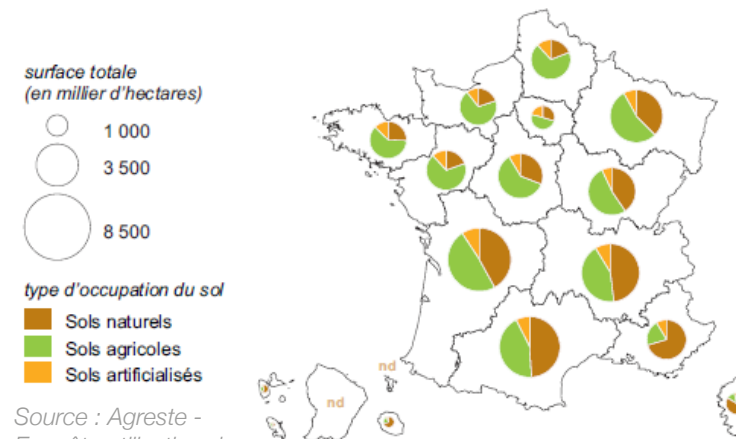 surface totale
(en millier d'hectares)
1 000
3 500
8 500
type d'occupation du sol
Sols naturels
Sols agricoles
Sols artificialisés
nd
nd
Source : Agreste -